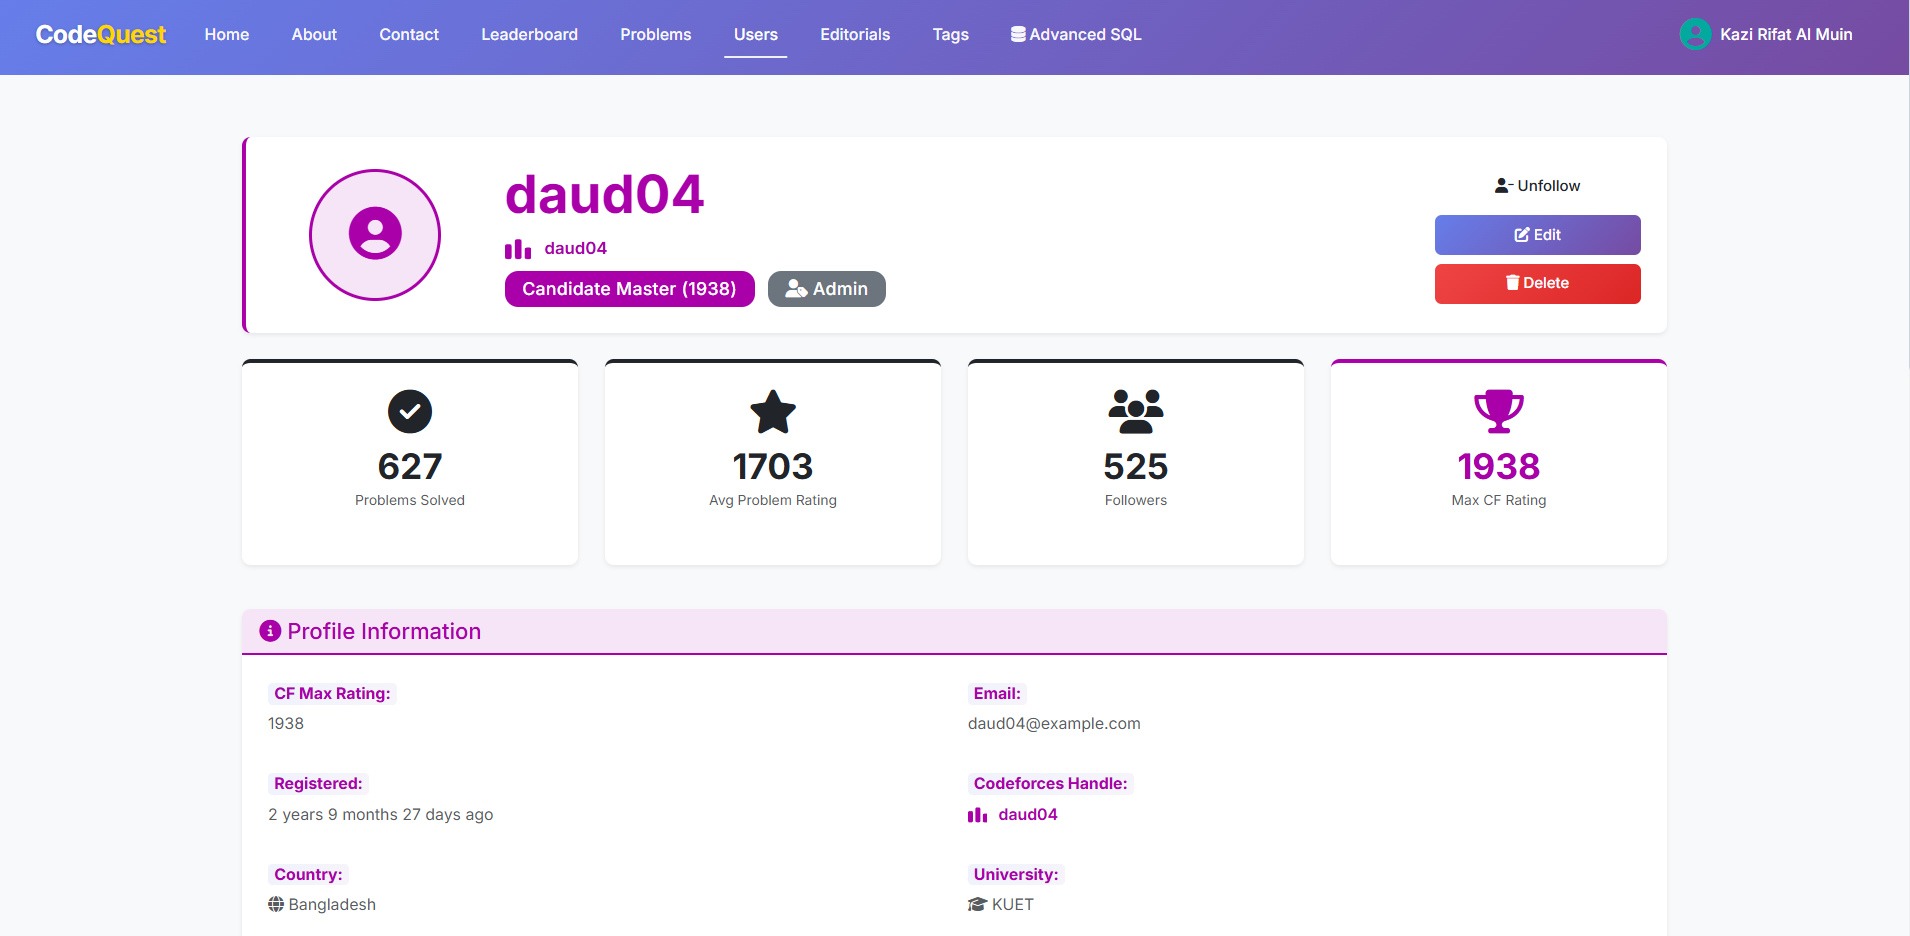 CodeQuest Home About Contact Leaderboard Problems Users Editorials Tags Advanced SQL Kazi Rifat Al Muin
daud04
daud04
Candidate Master (1938) Admin
Unfollow
Edit
Delete
627
Problems Solved
1703
Avg Problem Rating
525
Followers
1938
Max CF Rating
Profile Information
CF Max Rating:
1938
Email:
daud04@example.com
Registered:
2 years 9 months 27 days ago
Codeforces Handle:
daud04
Country:
Bangladesh
University:
KUET